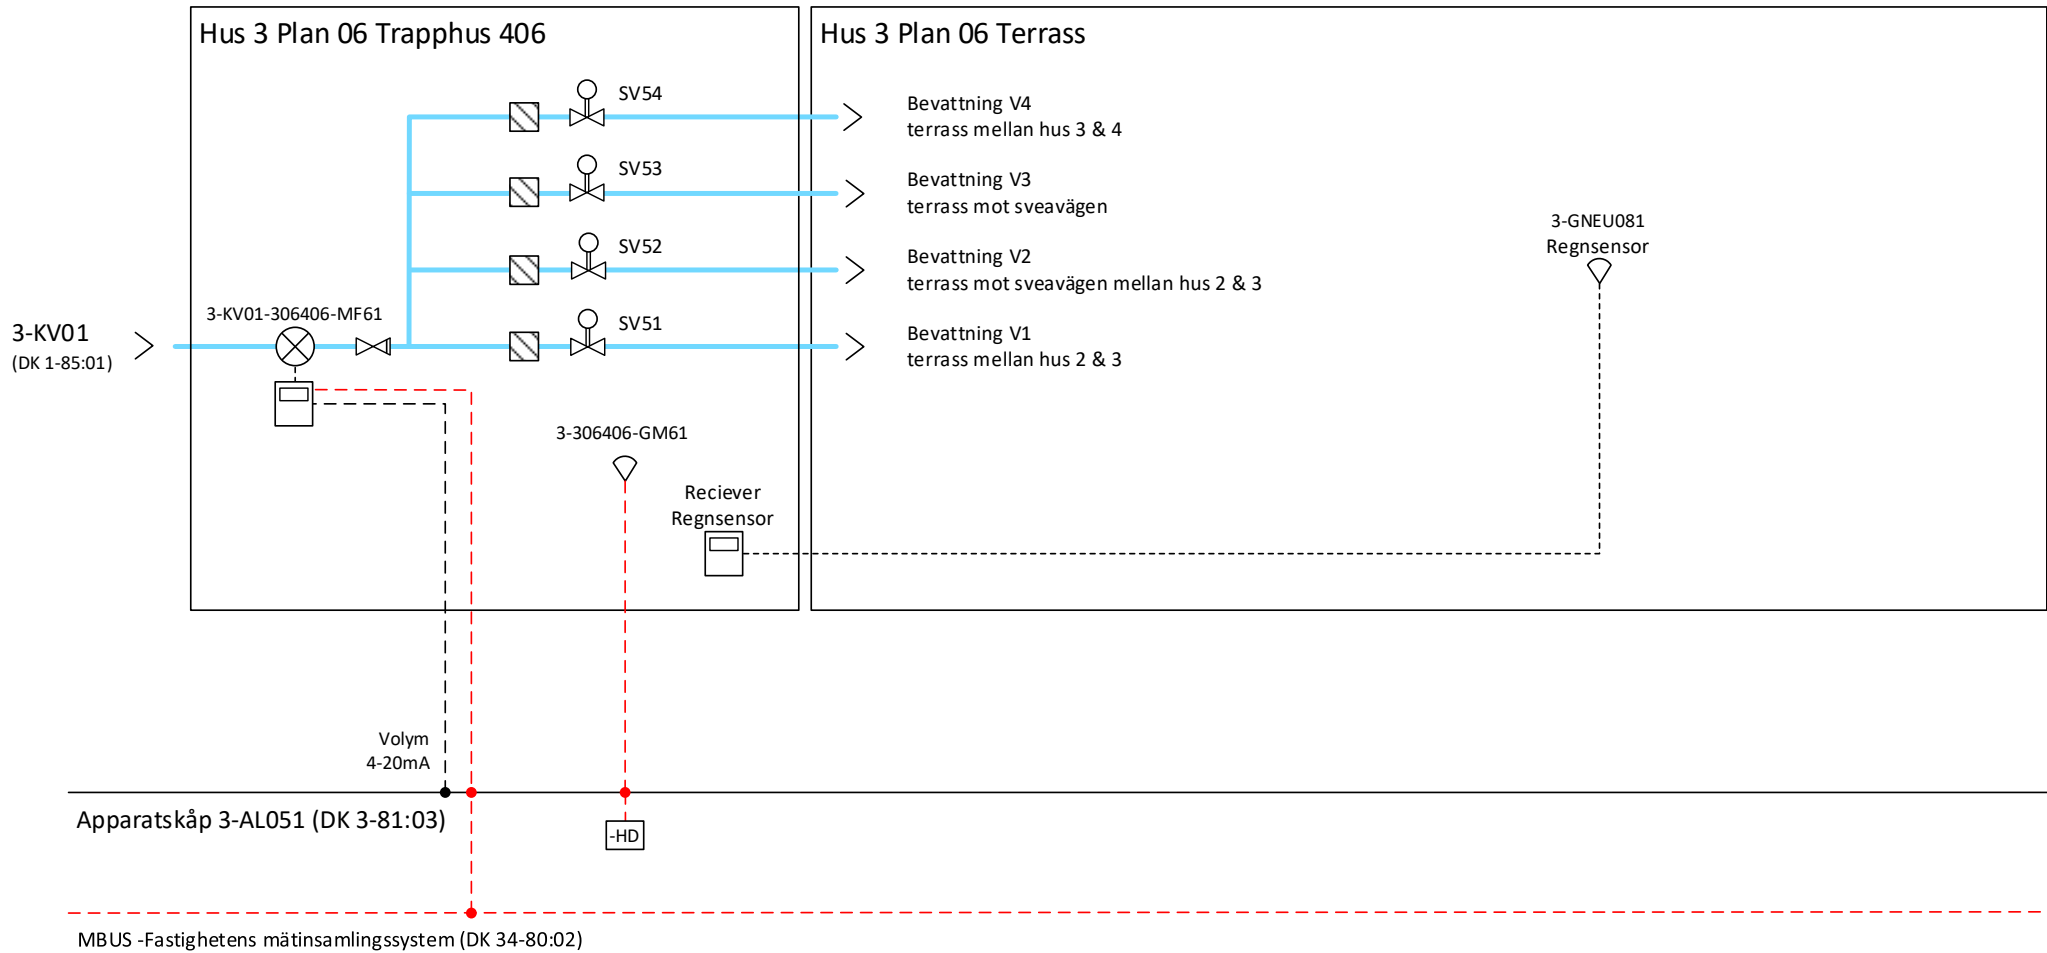 Hus 3 Plan 06 Trapphus 406
Hus 3 Plan 06 Terrass
SV54
Bevattning V4
terrass mellan hus 3 & 4
SV53
Bevattning V3
terrass mot sveavägen
SV52
Bevattning V2
terrass mot sveavägen mellan hus 2 & 3
3-GNEU081
Regnsensor
3-KV01-306406-MF61
SV51
3-KV01
(DK 1-85:01)
Bevattning V1
terrass mellan hus 2 & 3
3-306406-GM61
Reciever
Regnsensor
Volym
4-20mA
Apparatskåp 3-AL051 (DK 3-81:03)
-HD
MBUS -Fastighetens mätinsamlingssystem (DK 34-80:02)